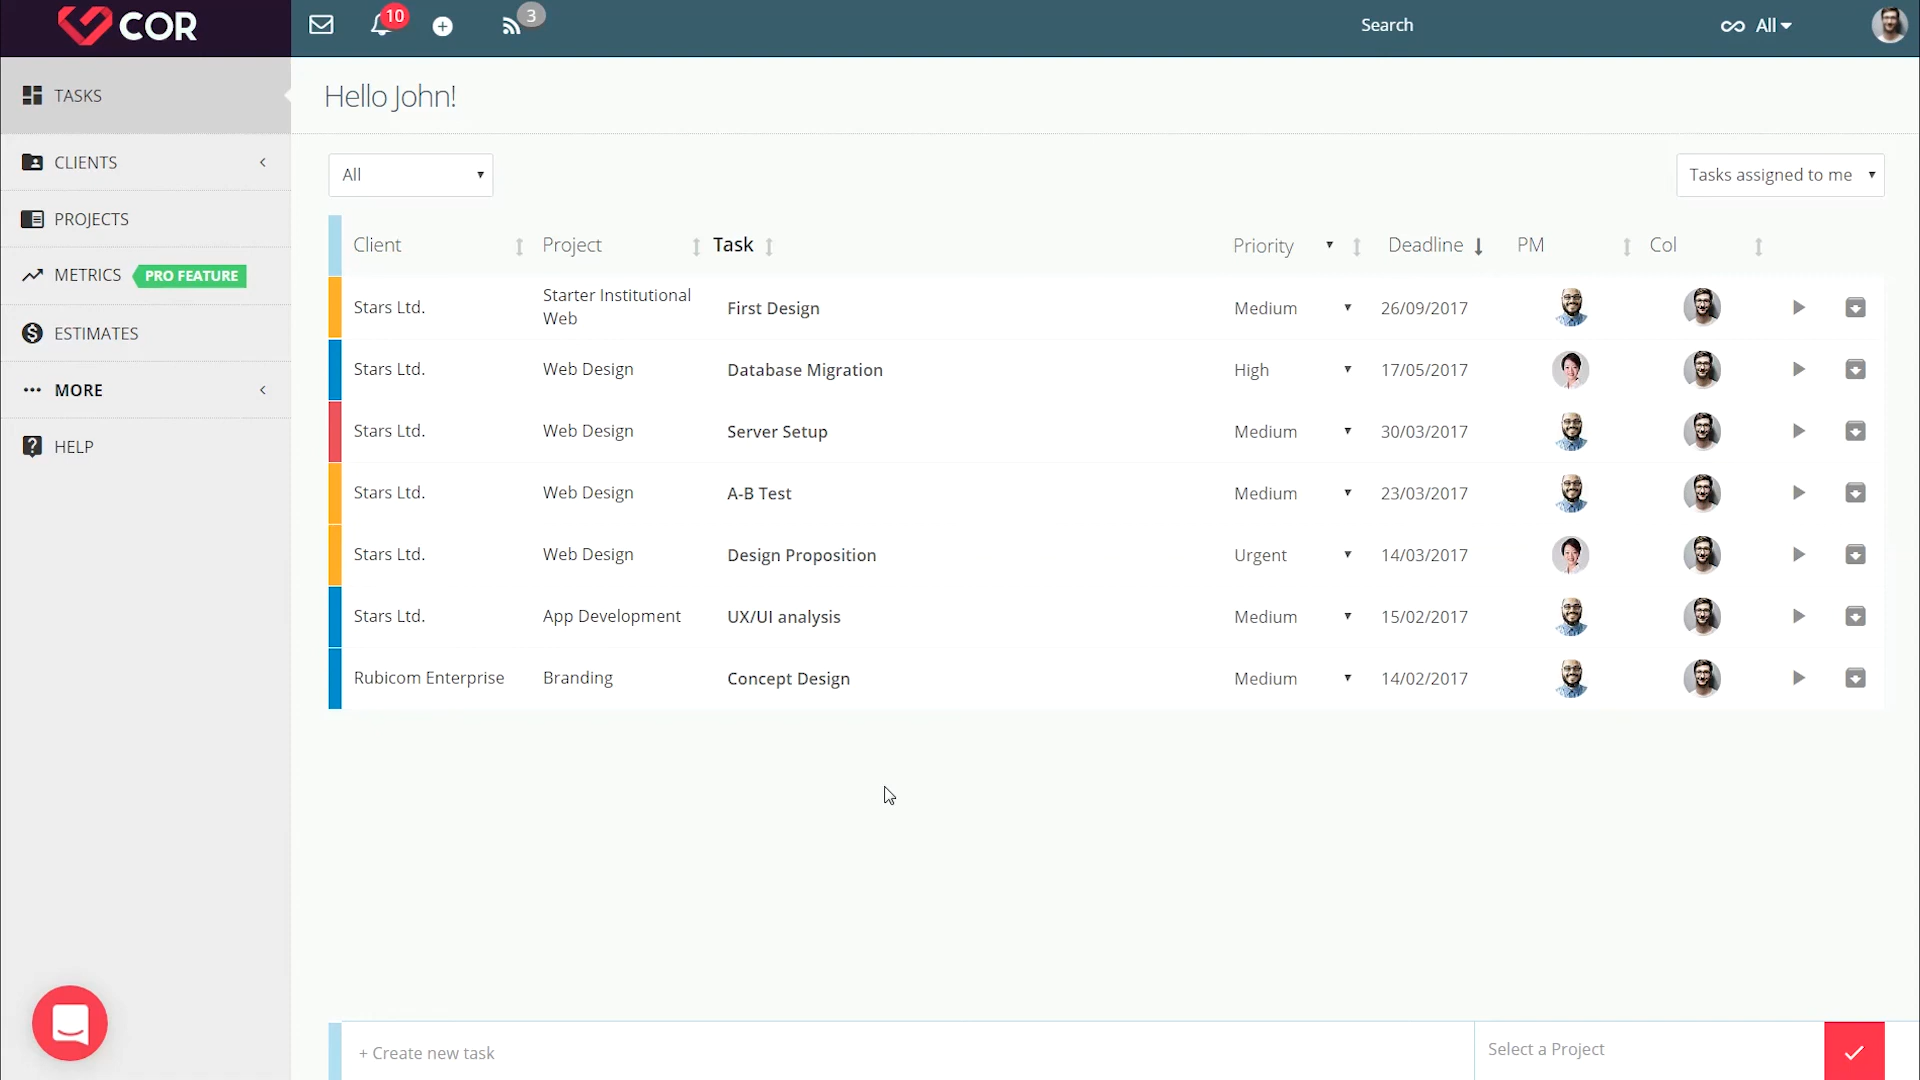 COR
10
3
Search
All
TASKS
Hello John!
CLIENTS
PROJECTS
METRICS PRO FEATURE
ESTIMATES
MORE
HELP
All
Tasks assigned to me
Client Project Task Priority Deadline PM Col
Stars Ltd. Starter Institutional Web First Design Medium 26/09/2017
Stars Ltd. Web Design Database Migration High 17/05/2017
Stars Ltd. Web Design Server Setup Medium 30/03/2017
Stars Ltd. Web Design A-B Test Medium 23/03/2017
Stars Ltd. Web Design Design Proposition Urgent 14/03/2017
Stars Ltd. App Development UX/UI analysis Medium 15/02/2017
Rubicom Enterprise Branding Concept Design Medium 14/02/2017
+ Create new task
Select a Project